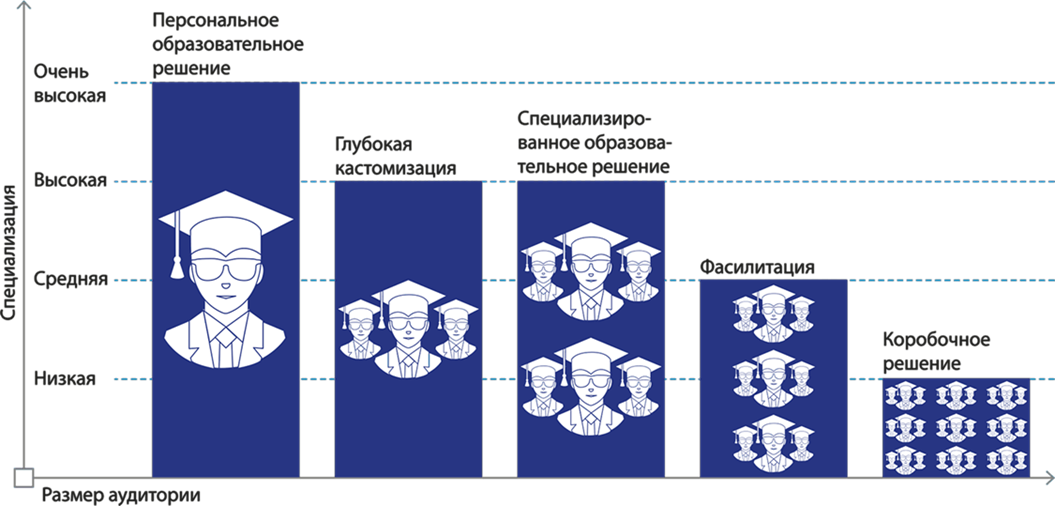 Специализация
Очень
высокая
Высокая
Средняя
Низкая
Персональное
образовательное
решение
Глубокая
кастомизация
Специализиро-
ванное образова-
тельное решение
Фасилитация
Коробочное
решение
Размер аудитории